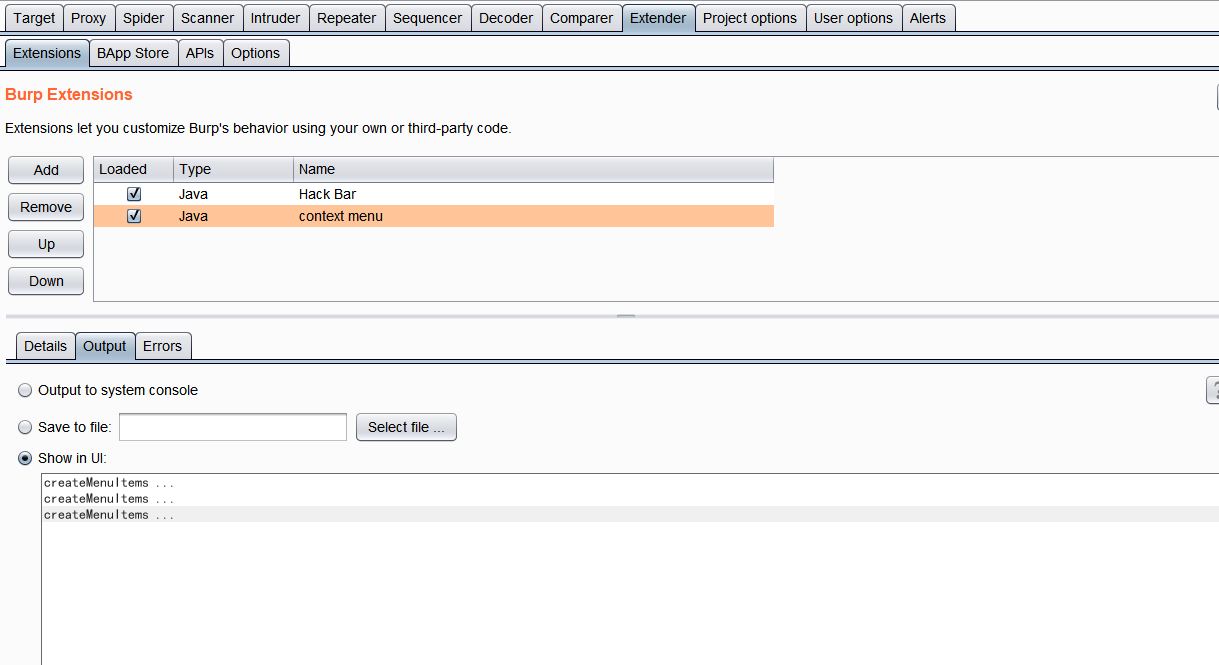 Target Proxy Spider Scanner Intruder Repeater Sequencer Decoder Comparer Extender Project options User options Alerts
Extensions BApp Store APIs Options
Burp Extensions
Extensions let you customize Burp's behavior using your own or third-party code.
Add
Remove
Up
Down
Loaded Type Name
Java Hack Bar
Java context menu
Details Output Errors
Output to system console
Save to file: Select file ...
Show in UI:
createMenuItems ...
createMenuItems ...
createMenuItems ...
?